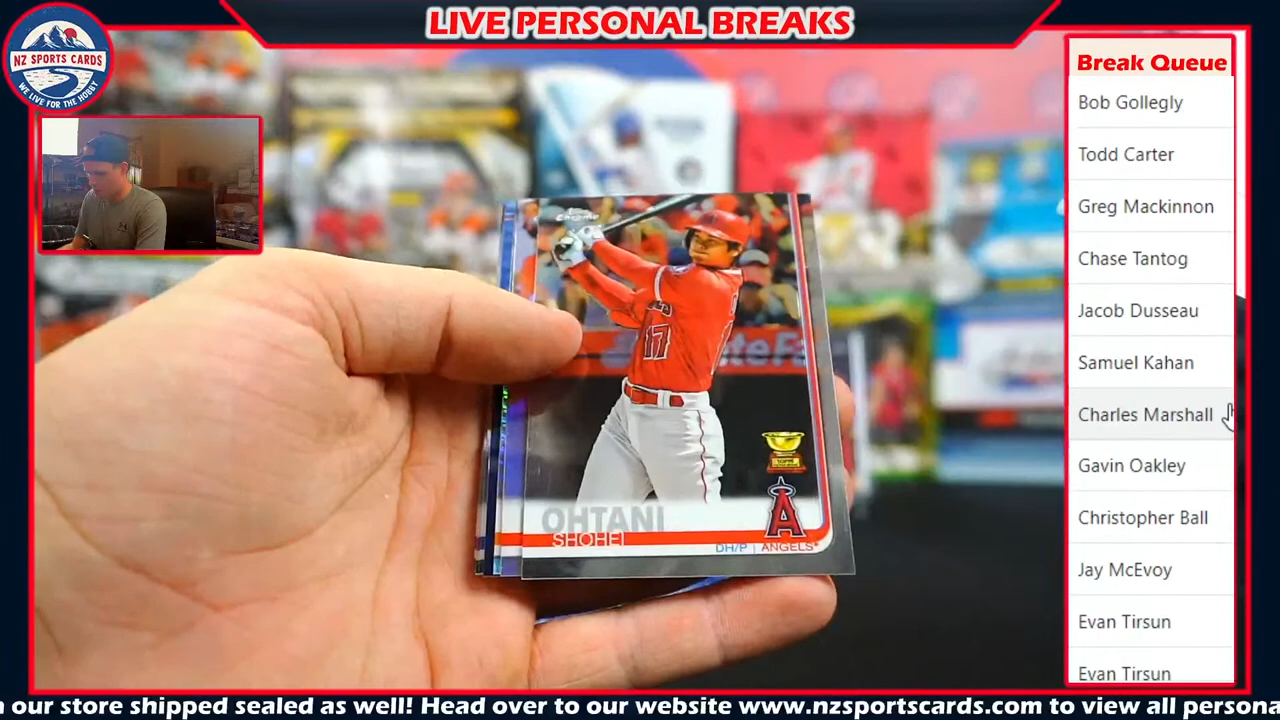 LIVE PERSONAL BREAKS
NZ SPORTS CARDS
WE LIVE FOR THE HOBBY
Break Queue
Bob Gollegly
Todd Carter
Greg Mackinnon
Chase Tantog
Jacob Dusseau
Samuel Kahan
Charles Marshall
Gavin Oakley
Christopher Ball
Jay McEvoy
Evan Tirsun
Evan Tirsun
Chrome
17
OHTANI
SHOHEI
DH/P | ANGELS
A
n our store shipped sealed as well! Head over to our website www.nzsportscards.com to view all persona